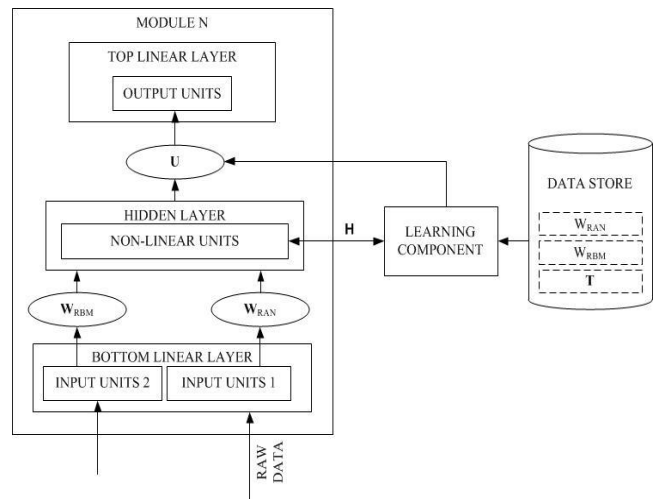 MODULE N
TOP LINEAR LAYER
OUTPUT UNITS
U
HIDDEN LAYER
NON-LINEAR UNITS
H
LEARNING
COMPONENT
DATA STORE
W_RAN
W_RBM
T
W_RBM
W_RAN
BOTTOM LINEAR LAYER
INPUT UNITS 2
INPUT UNITS 1
RAW
DATA